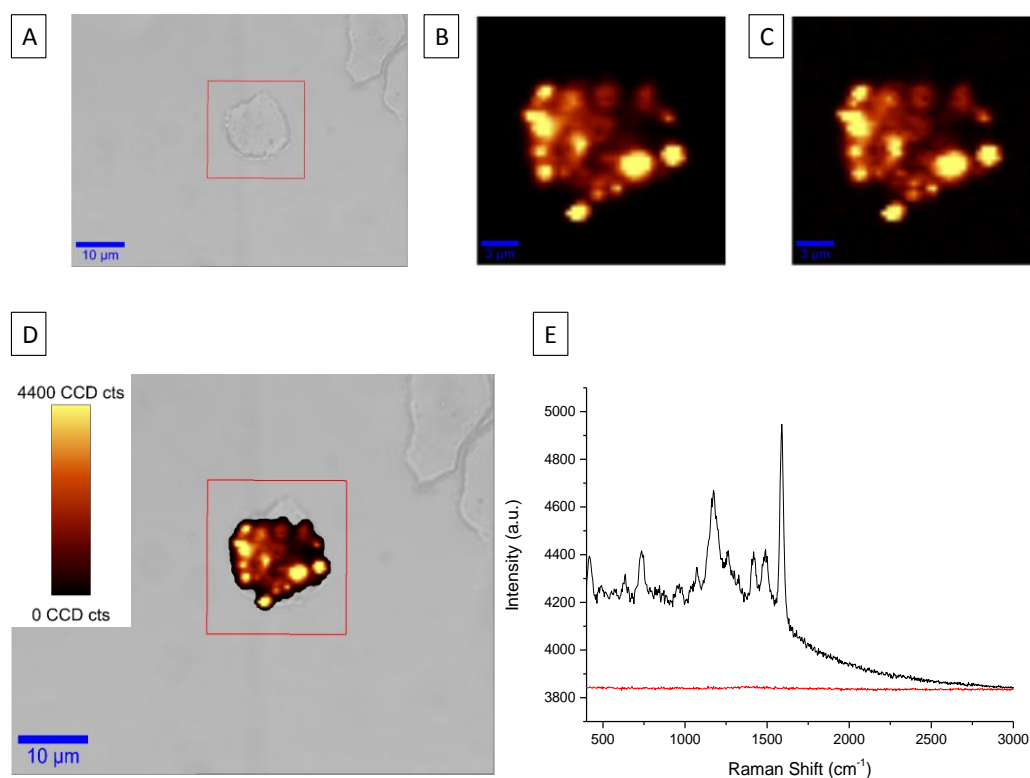 A
B
C
10 µm
3 µm
3 µm
D
E
4400 CCD cts
0 CCD cts
10 µm
Intensity (a.u.)
5000
4800
4600
4400
4200
4000
3800
500 1000 1500 2000 2500 3000
Raman Shift (cm⁻¹)